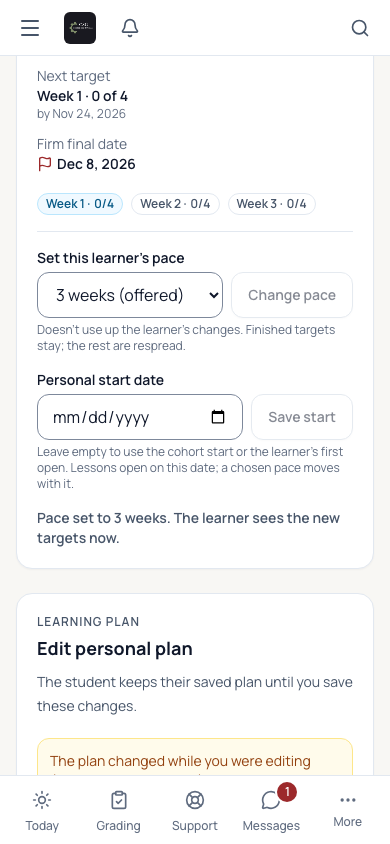 Next target
Week 1 · 0 of 4
by Nov 24, 2026
Firm final date
Dec 8, 2026
Week 1 · 0/4 Week 2 · 0/4 Week 3 · 0/4
Set this learner's pace
3 weeks (offered) Change pace
Doesn't use up the learner's changes. Finished targets
stay; the rest are respread.
Personal start date
mm/dd/yyyy Save start
Leave empty to use the cohort start or the learner's first
open. Lessons open on this date; a chosen pace moves
with it.
Pace set to 3 weeks. The learner sees the new
targets now.
LEARNING PLAN
Edit personal plan
The student keeps their saved plan until you save
these changes.
The plan changed while you were editing
1
Today Grading Support Messages More